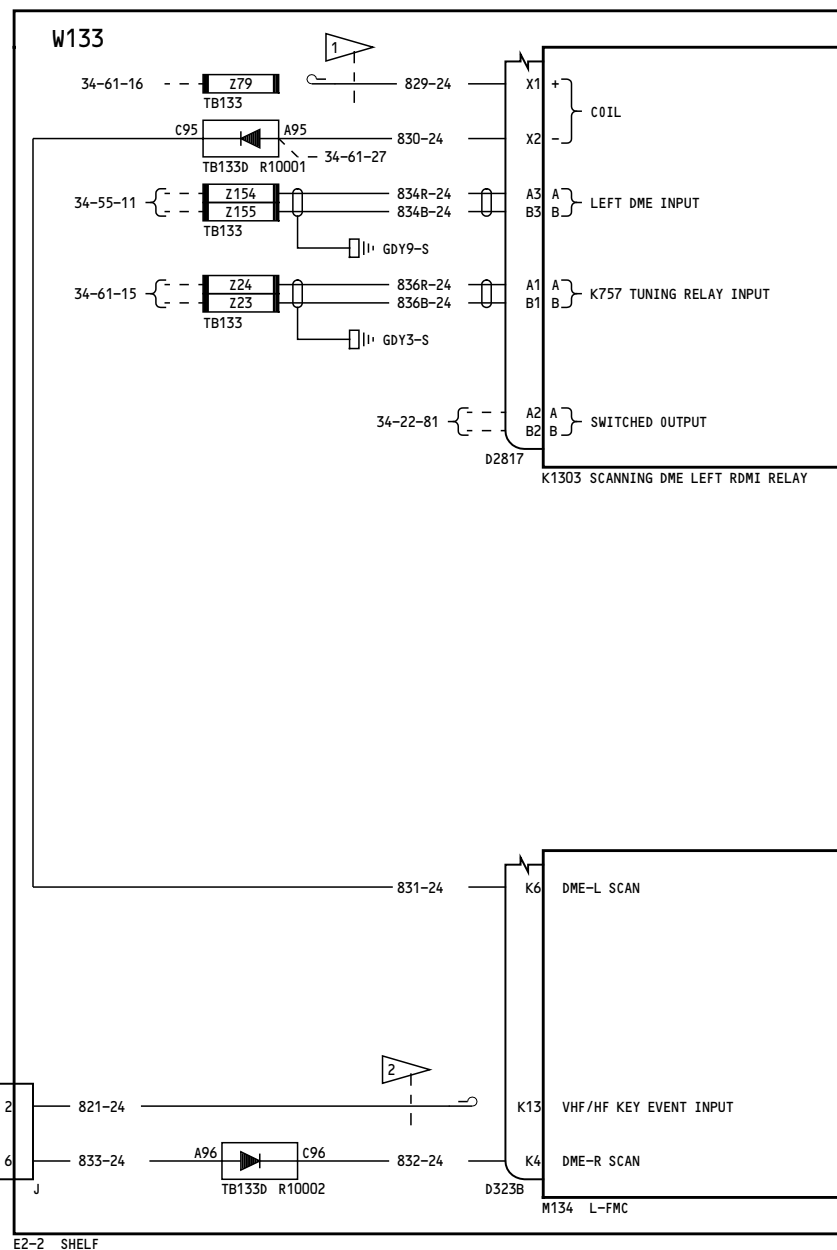 W133
1
34-61-16 Z79 829-24 X1 +
TB133
COIL
C95 A95 830-24 X2 -
34-61-27
TB133D R10001
Z154 834R-24 A3 A
34-55-11 LEFT DME INPUT
Z155 834B-24 B3 B
TB133
GDY9-S
Z24 836R-24 A1 A
34-61-15 K757 TUNING RELAY INPUT
Z23 836B-24 B1 B
TB133
GDY3-S
A2 A
34-22-81 SWITCHED OUTPUT
B2 B
D2817
K1303 SCANNING DME LEFT RDMI RELAY
831-24 K6 DME-L SCAN
2
2 821-24 K13 VHF/HF KEY EVENT INPUT
A96 C96
6 833-24 832-24 K4 DME-R SCAN
J TB133D R10002 D323B
M134 L-FMC
E2-2 SHELF